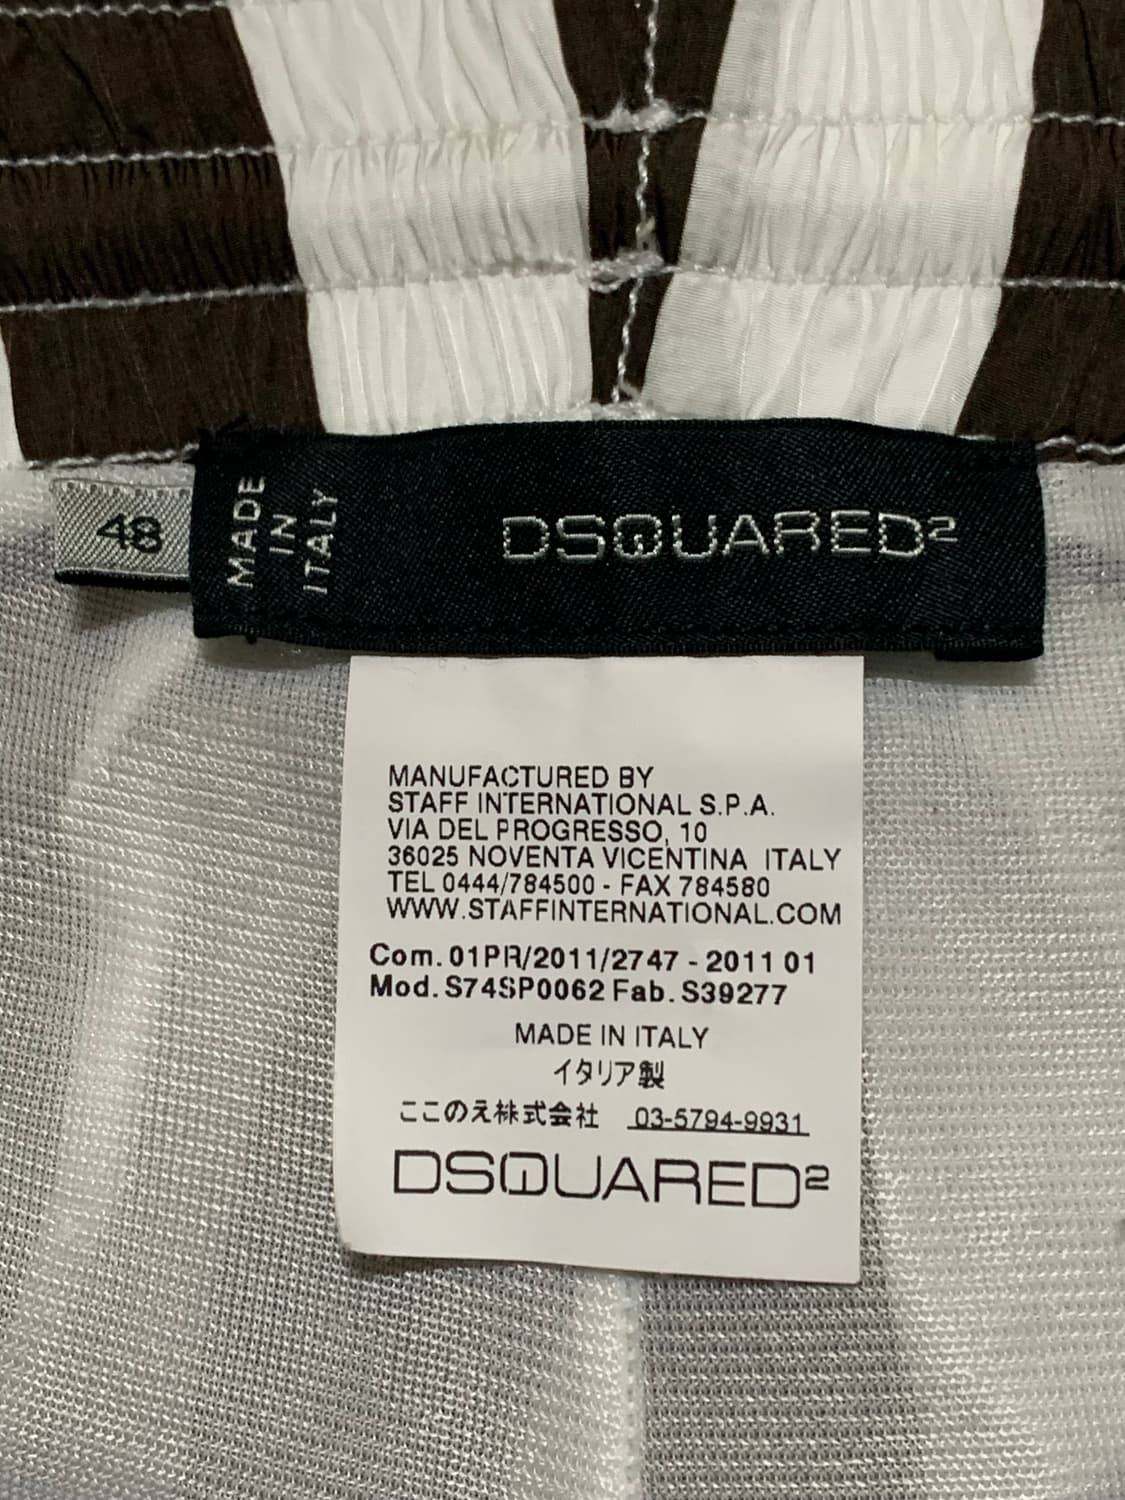 48
MADE
IN
ITALY
DSQUARED2
MANUFACTURED BY
STAFF INTERNATIONAL S.P.A.
VIA DEL PROGRESSO, 10
36025 NOVENTA VICENTINA ITALY
TEL 0444/784500 - FAX 784580
WWW.STAFFINTERNATIONAL.COM
Com. 01PR/2011/2747 - 2011 01
Mod. S74SP0062 Fab. S39277
MADE IN ITALY
イタリア製
ここのえ株式会社 03-5794-9931
DSQUARED2